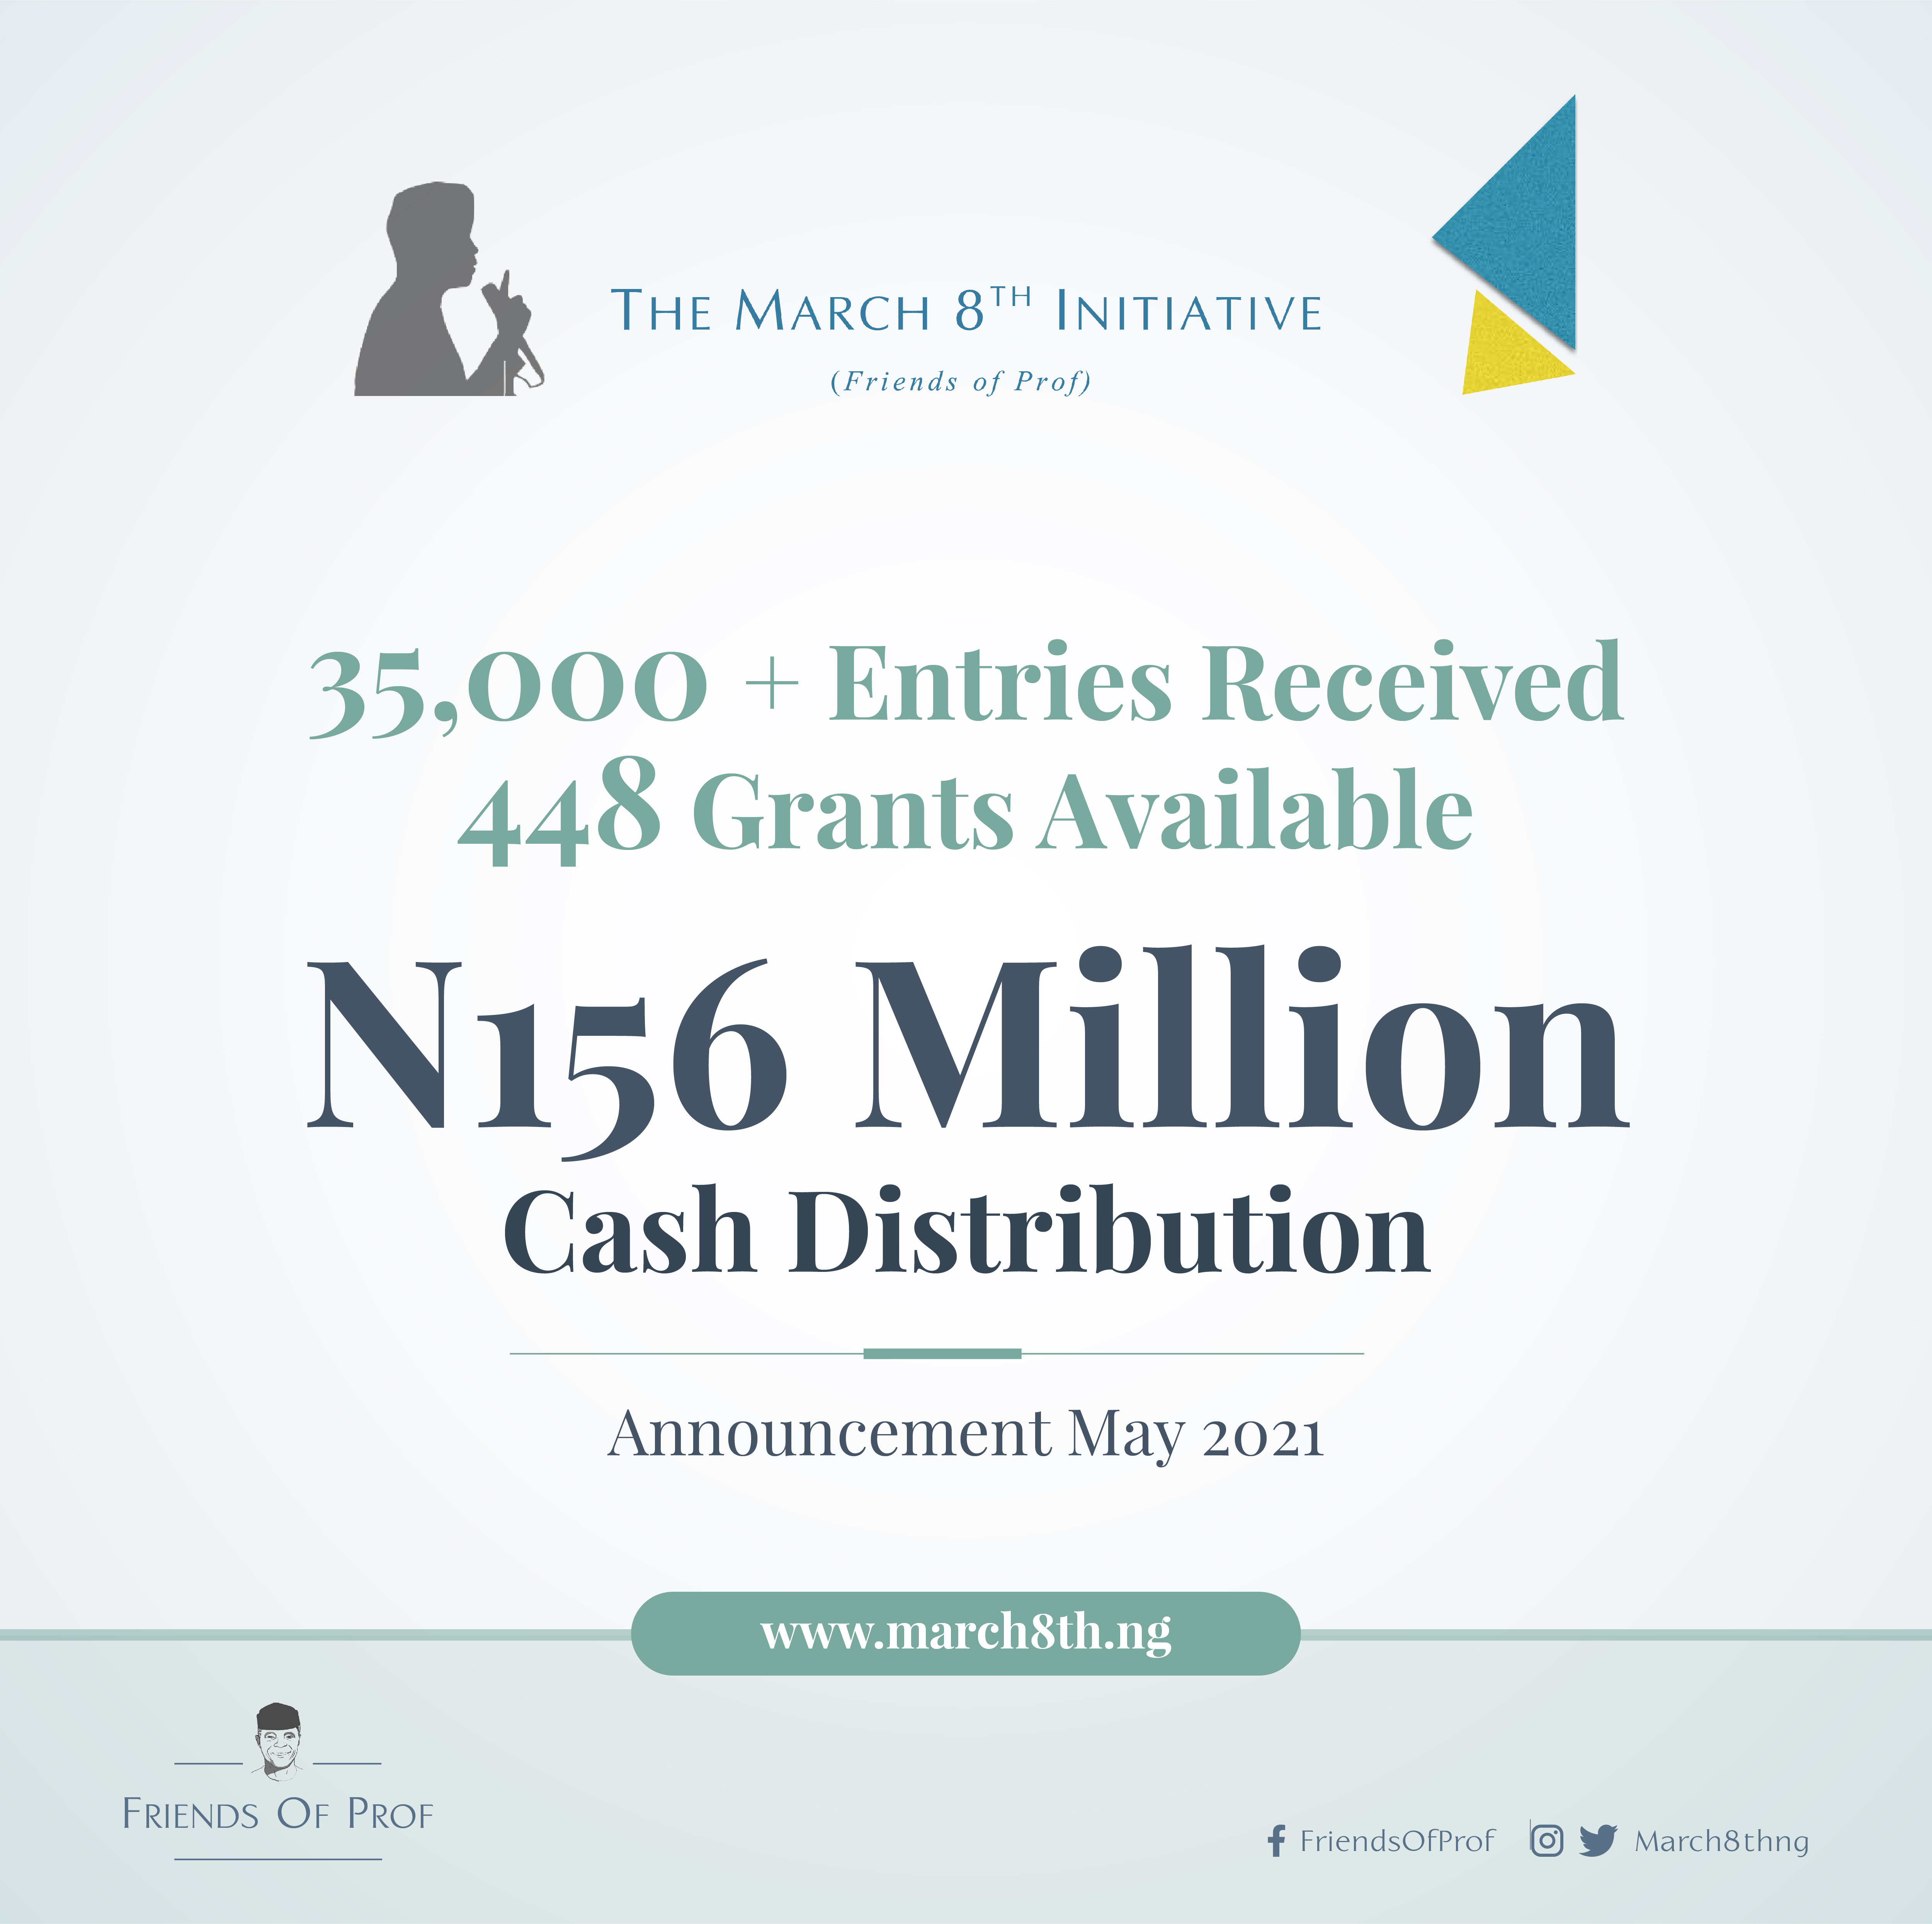 The March 8th Initiative
(Friends of Prof)
35,000 + Entries Received
448 Grants Available
N156 Million
Cash Distribution
Announcement May 2021
www.march8th.ng
Friends Of Prof
FriendsOfProf March8thng